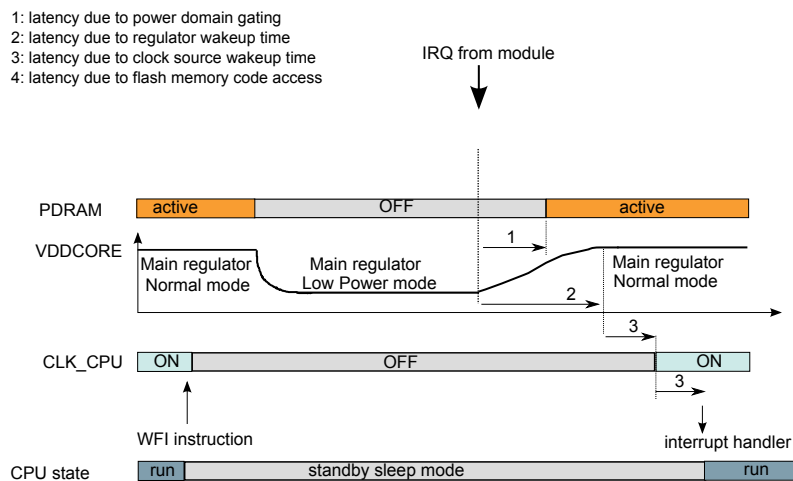 1: latency due to power domain gating
2: latency due to regulator wakeup time
3: latency due to clock source wakeup time
4: latency due to flash memory code access
IRQ from module
PDRAM
active
OFF
active
VDDCORE
1
Main regulator
Normal mode
Main regulator
Low Power mode
2
Main regulator
Normal mode
3
CLK_CPU
ON
OFF
ON
3
WFI instruction
interrupt handler
CPU state
run
standby sleep mode
run